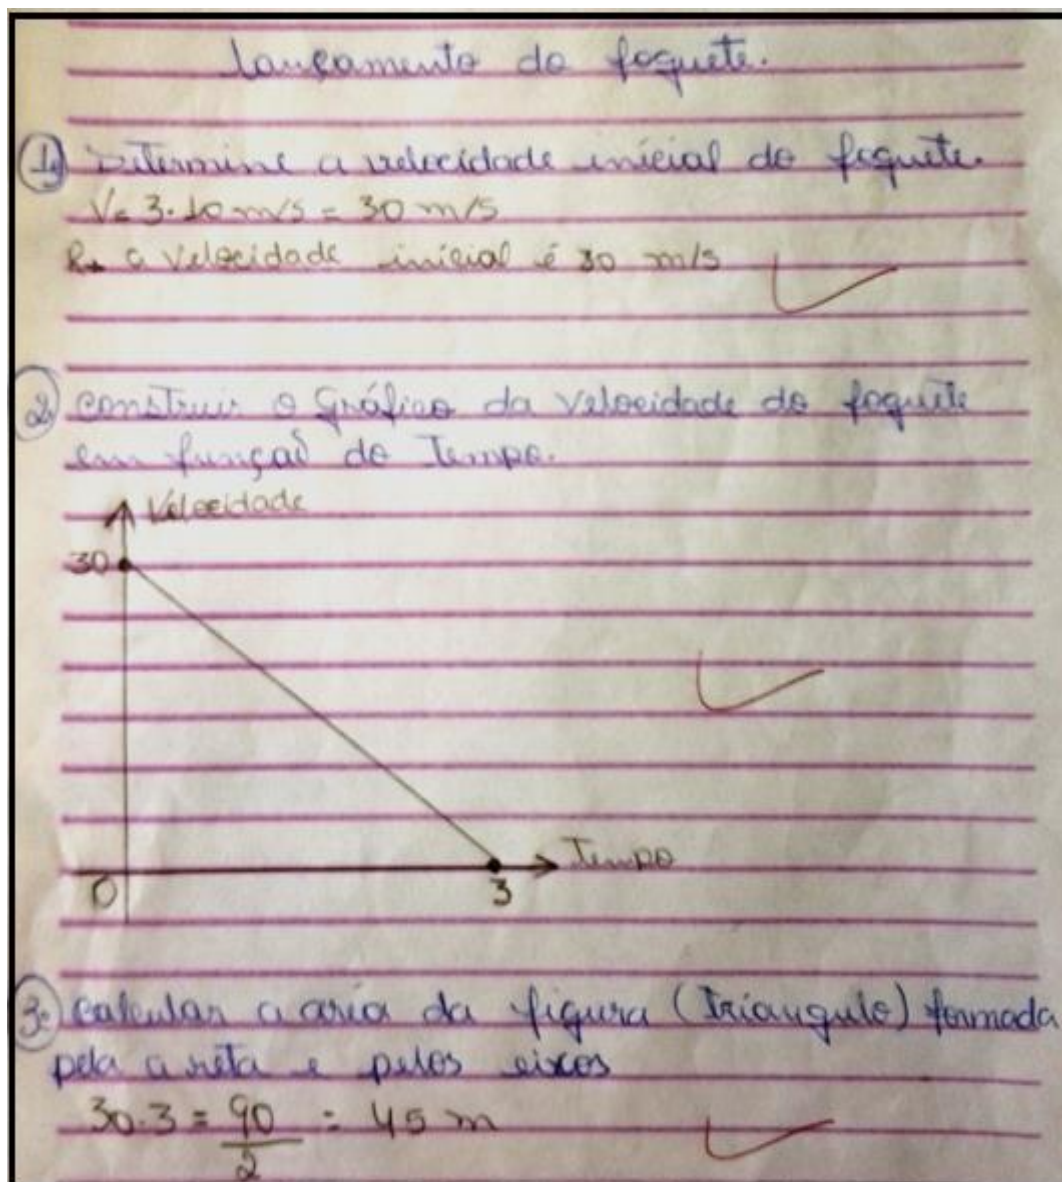 Lançamento do foguete.
1) Determine a velocidade inicial do foguete.
V= 3.10 m/s = 30 m/s
R. a velocidade inicial é 30 m/s
2) construir o gráfico da velocidade do foguete
em função do Tempo.
Velocidade
30
Tempo
0
3
3) calcular a aria da figura (Triangulo) formada
pela a reta e pelos eixos
30.3 = 90 = 45 m
2